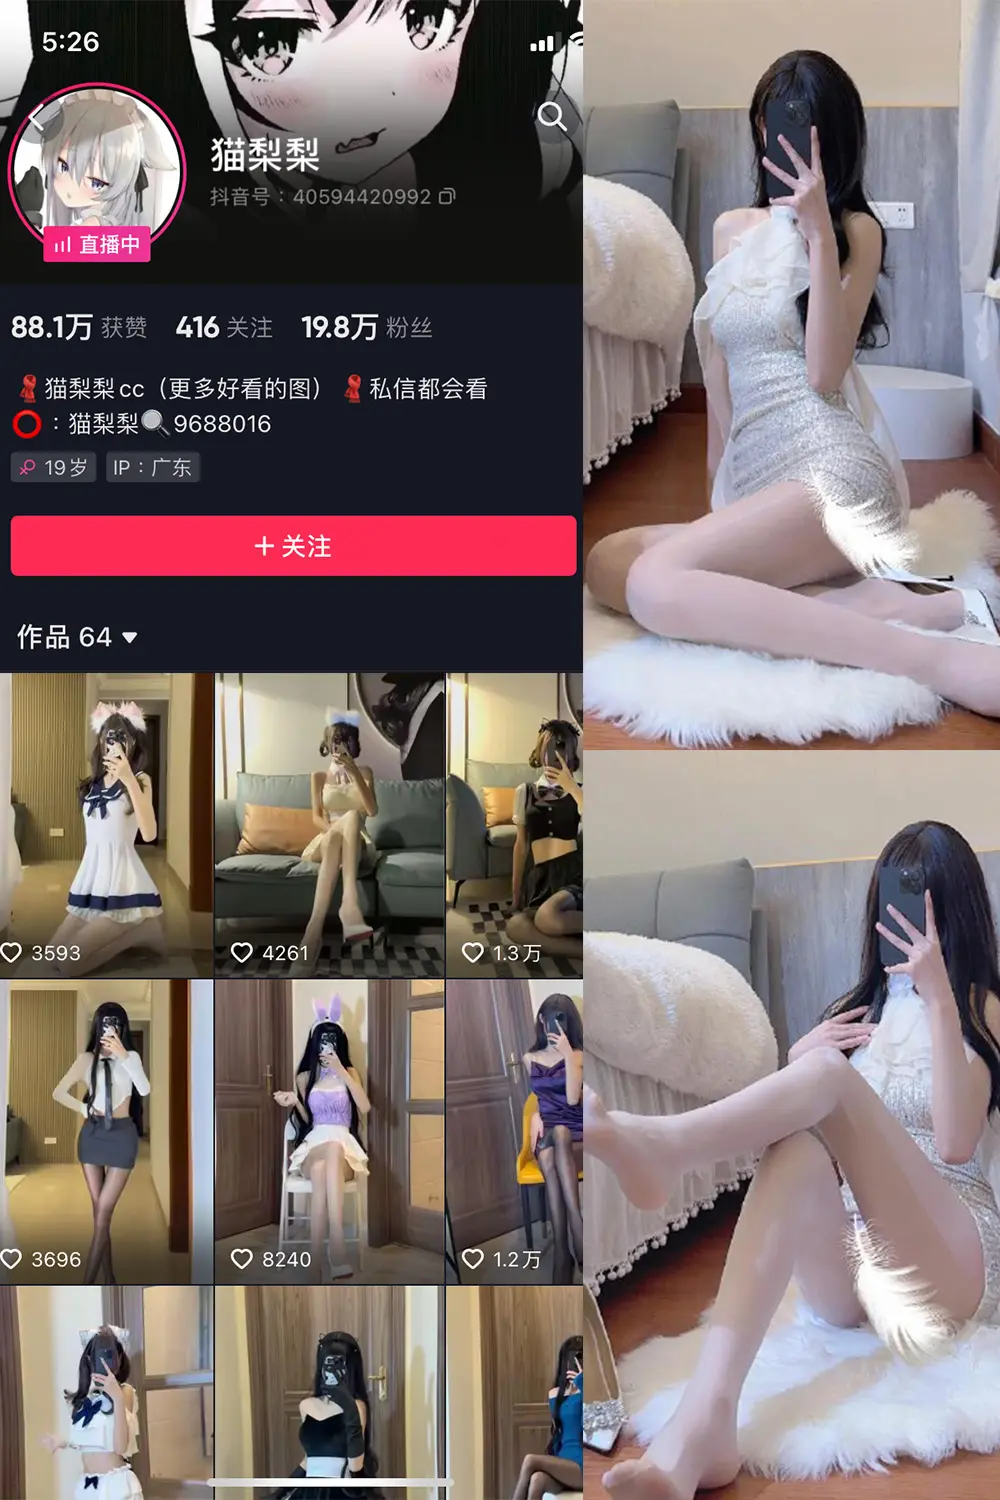 5:26
猫梨梨
抖音号：40594420992
直播中
88.1万 获赞 416 关注 19.8万 粉丝
猫梨梨cc（更多好看的图） 私信都会看
⭕：猫梨梨🔍9688016
19岁 IP：广东
+ 关注
作品 64
3593 4261 1.3万
3696 8240 1.2万